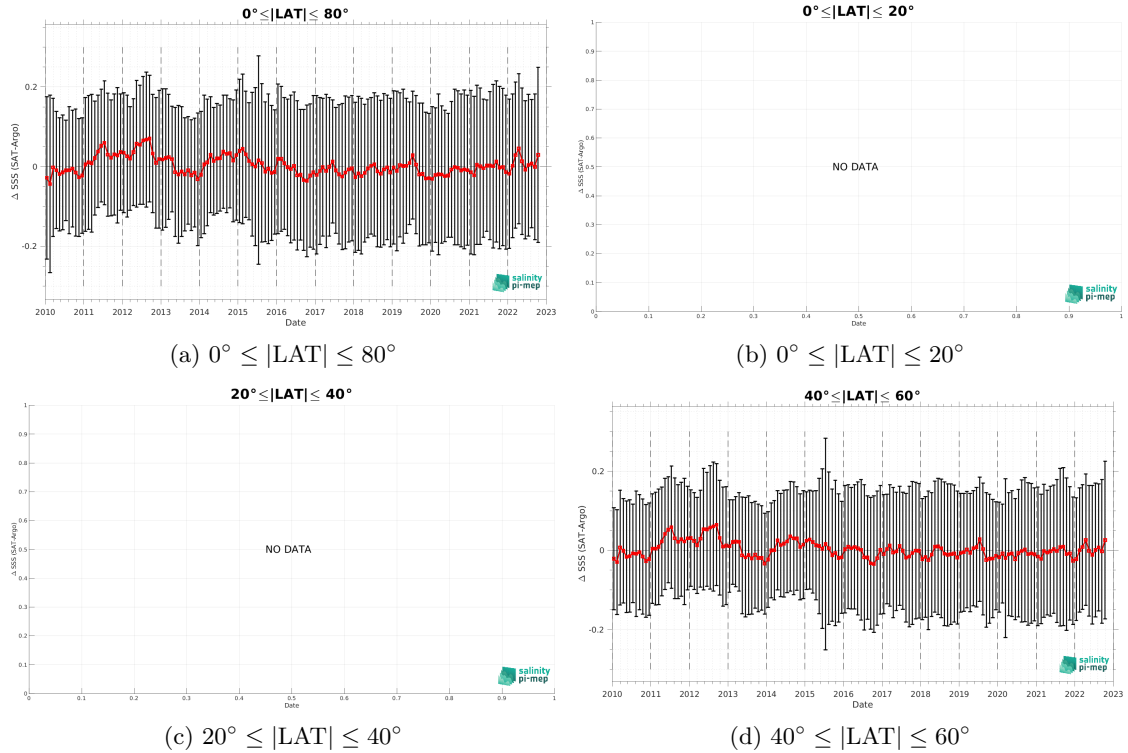 0°≤|LAT|≤ 80°
Δ SSS (SAT-Argo)
0.2
0
-0.2
salinity
pi-mep
2010 2011 2012 2013 2014 2015 2016 2017 2018 2019 2020 2021 2022 2023
Date
(a) 0° ≤ |LAT| ≤ 80°
0°≤|LAT|≤ 20°
Δ SSS (SAT-Argo)
1
0.9
0.8
0.7
0.6
0.5
0.4
0.3
0.2
0.1
0
NO DATA
salinity
pi-mep
0 0.1 0.2 0.3 0.4 0.5 0.6 0.7 0.8 0.9 1
Date
(b) 0° ≤ |LAT| ≤ 20°
20°≤|LAT|≤ 40°
Δ SSS (SAT-Argo)
1
0.9
0.8
0.7
0.6
0.5
0.4
0.3
0.2
0.1
0
NO DATA
salinity
pi-mep
0 0.1 0.2 0.3 0.4 0.5 0.6 0.7 0.8 0.9 1
Date
(c) 20° ≤ |LAT| ≤ 40°
40°≤|LAT|≤ 60°
Δ SSS (SAT-Argo)
0.2
0
-0.2
salinity
pi-mep
2010 2011 2012 2013 2014 2015 2016 2017 2018 2019 2020 2021 2022 2023
Date
(d) 40° ≤ |LAT| ≤ 60°